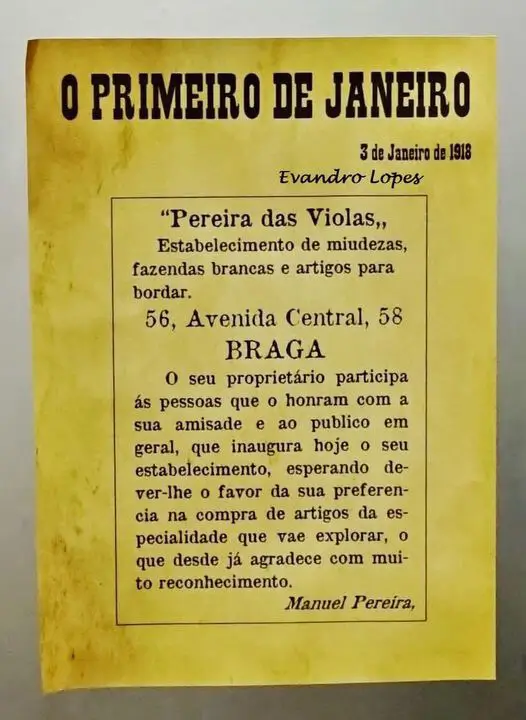 O PRIMEIRO DE JANEIRO
3 de Janeiro de 1918
Evandro Lopes
“Pereira das Violas„
Estabelecimento de miudezas,
fazendas brancas e artigos para
bordar.
56, Avenida Central, 58
BRAGA
O seu proprietário participa
ás pessoas que o honram com a
sua amisade e ao publico em
geral, que inaugura hoje o seu
estabelecimento, esperando de-
ver-lhe o favor da sua preferen-
cia na compra de artigos da es-
pecialidade que vae explorar, o
que desde já agradece com mui-
to reconhecimento.
Manuel Pereira,